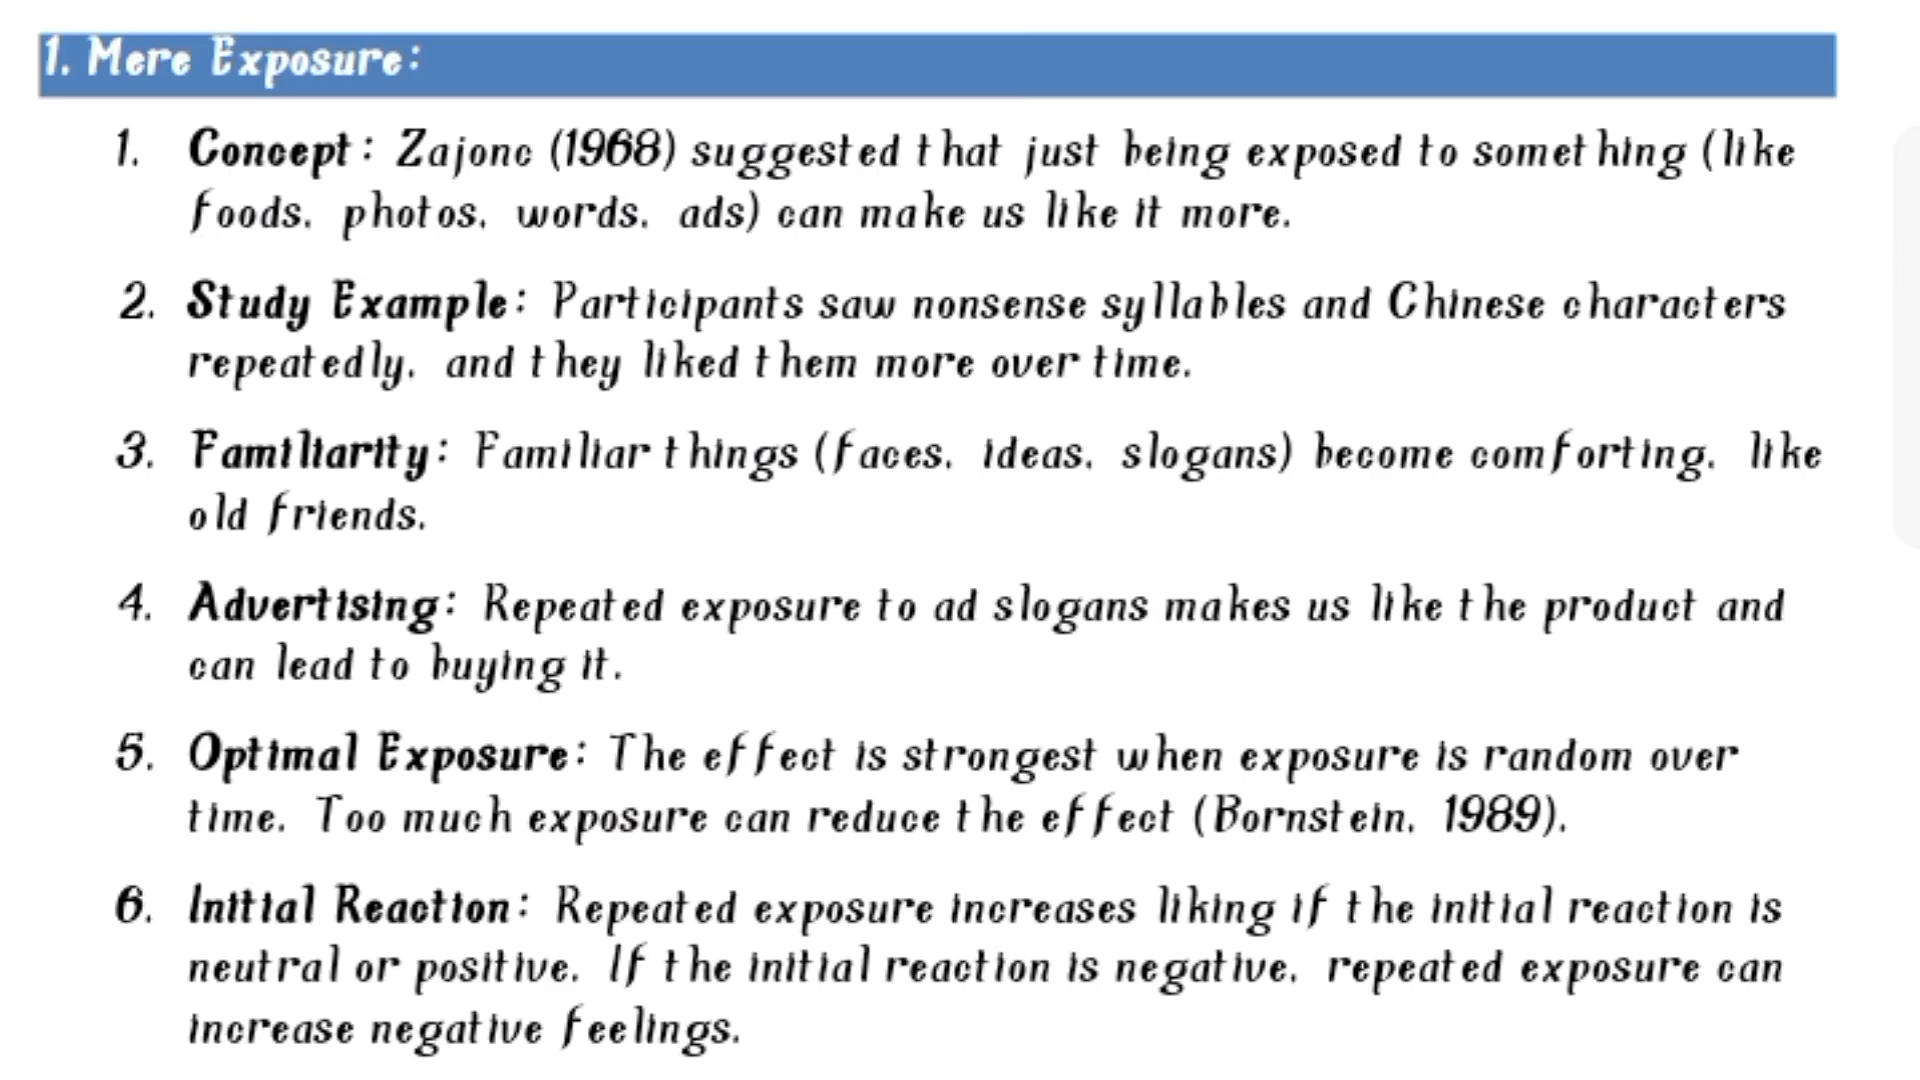 1. Mere Exposure:
1. Concept: Zajonc (1968) suggested that just being exposed to something (like
foods, photos, words, ads) can make us like it more.
2. Study Example: Participants saw nonsense syllables and Chinese characters
repeatedly, and they liked them more over time.
3. Familiarity: Familiar things (faces, ideas, slogans) become comforting, like
old friends.
4. Advertising: Repeated exposure to ad slogans makes us like the product and
can lead to buying it.
5. Optimal Exposure: The effect is strongest when exposure is random over
time. Too much exposure can reduce the effect (Bornstein, 1989).
6. Initial Reaction: Repeated exposure increases liking if the initial reaction is
neutral or positive. If the initial reaction is negative, repeated exposure can
increase negative feelings.